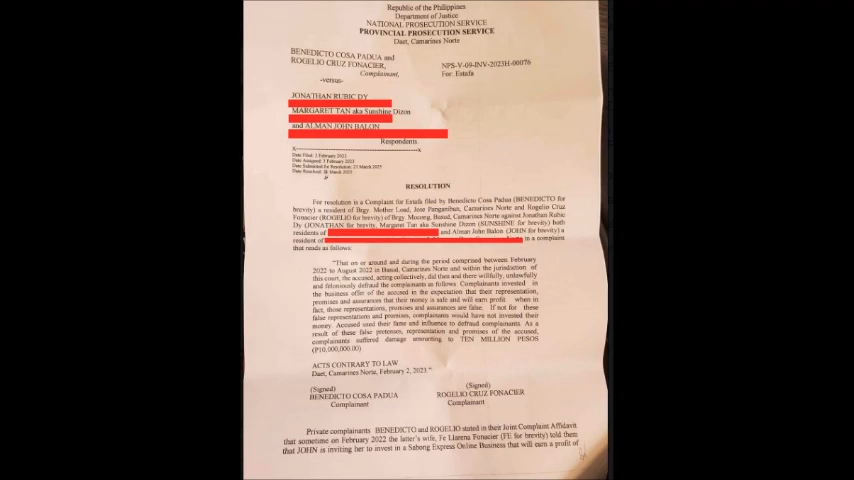 Republic of the Philippines
Department of Justice
NATIONAL PROSECUTION SERVICE
PROVINCIAL PROSECUTION SERVICE
Daet, Camarines Norte
BENEDICTO COSA PADUA and
ROGELIO CRUZ FONACIER,
Complainant,
-versus-
NPS-V-09-INV-2023H-00076
For: Estafa
JONATHAN RUBIC DY
MARGARET TAN aka Sunshine Dizon
and ALMAN JOHN BALON
Respondents
X------------------------------------------X
Date Filed: 2 February 2023
Date Assigned: 3 February 2023
Date Submitted for Resolution: 23 March 2023
Date Resolved: March 2023
RESOLUTION
For resolution is a Complaint for Estafa filed by Benedicto Cosa Padua (BENEDICTO for
brevity) a resident of Brgy. Mother Load, Jose Panganiban, Camarines Norte and Rogelio Cruz
Fonacier (ROGELIO for brevity) of Brgy. Mocong, Basud, Camarines Norte against Jonathan Rubic
Dy (JONATHAN for brevity, Margaret Tan aka Sunshine Dizon (SUNSHINE for brevity) both
residents of and Alman John Balon (JOHN for brevity) a
resident of in a complaint
that reads as follows:
"That on or around and during the period comprised between February
2022 to August 2022 in Basud, Camarines Norte and within the jurisdiction of
this court, the accused, acting collectively, did then and there willfully, unlawfully
and feloniously defraud the complainants as follows: Complainants invested in
the business offer of the accused in the expectation that their representation,
promises and assurances that their money is safe and will earn profit. when in
fact, those representations, promises and assurances are false. If not for these
false representations and promises, complainants would have not invested their
money. Accused used their fame and influence to defraud complainants. As a
result of these false pretenses, representation and promises of the accused,
complainants suffered damage amounting to TEN MILLION PESOS
(P10,000,000.00)
ACTS CONTRARY TO LAW
Daet, Camarines Norte, February 2, 2023."
(Signed)
BENEDICTO COSA PADUA
Complainant
(Signed)
ROGELIO CRUZ FONACIER
Complainant
Private complainants BENEDICTO and ROGELIO stated in their Joint Complaint Affidavit
that sometime on February 2022 the latter's wife, Fe Llarena Fonacier (FE for brevity) told them
that JOHN is inviting her to invest in a Sabong Express Online Business that will earn a profit of